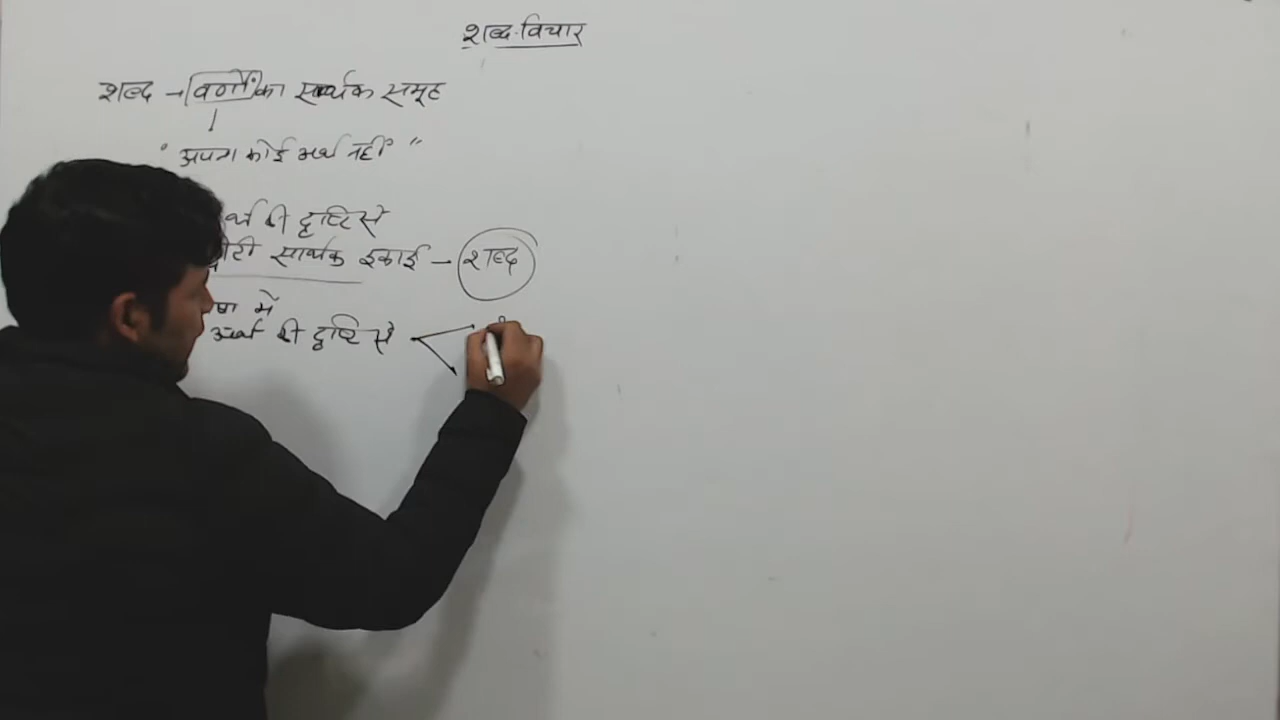 शब्द-विचार
शब्द → वर्णों का सार्थक समूह
" अपना कोई अर्थ नहीं "
की दृष्टि से
सार्थक इकाई – शब्द
में
अर्थ की दृष्टि से